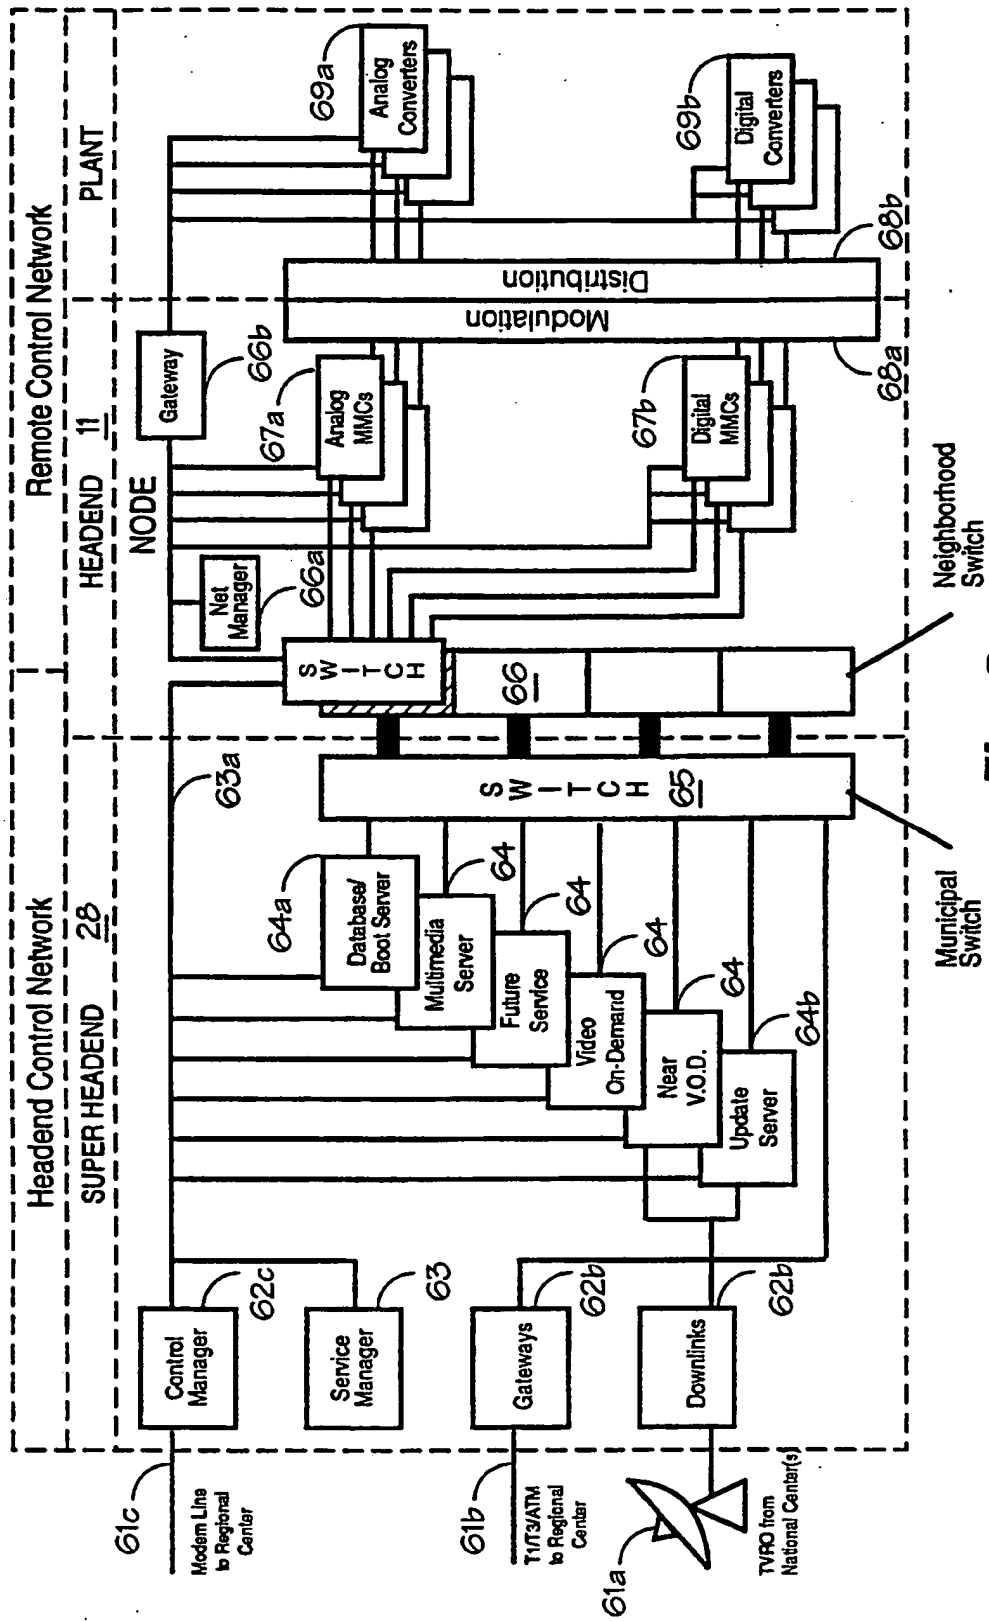 Headend Control Network
Remote Control Network
SUPER HEADEND
28
HEADEND
11
PLANT
NODE
61c
Modem Line
to Regional
Center
61b
T1/T3/ATM
to Regional
Center
61a
TVRO from
National Center(s)
Control
Manager
62c
Service
Manager
63
Gateways
62b
Downlinks
62b
63a
64a
Database/
Boot Server
Multimedia
Server
64
Future
Service
64
Video
On-Demand
64
Near
V.O.D.
64
Update
Server
64b
SWITCH
65
Municipal
Switch
SWITCH
66
Neighborhood
Switch
Net
Manager
66a
Gateway
66b
67a
Analog
MMCs
67b
Digital
MMCs
Modulation
68a
Distribution
68b
69a
Analog
Converters
69b
Digital
Converters